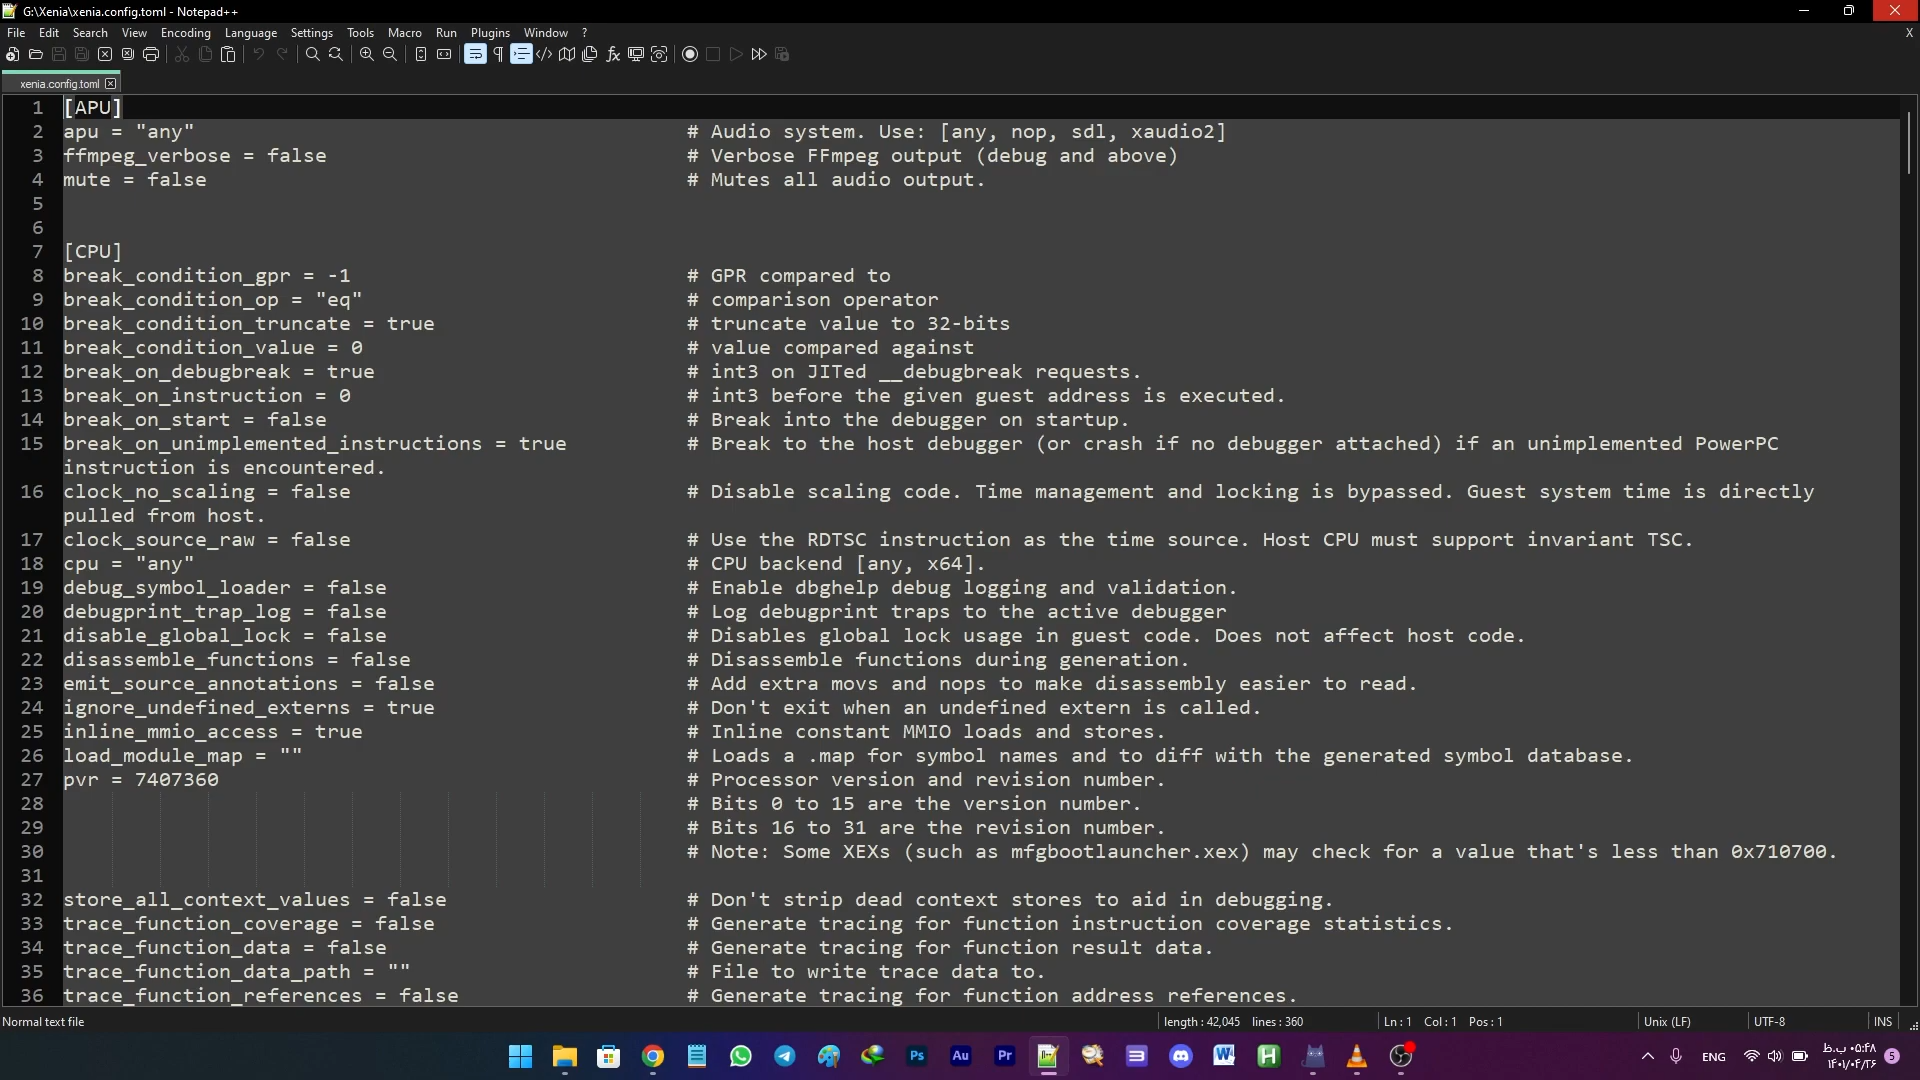 G:\Xenia\xenia.config.toml - Notepad++
File Edit Search View Encoding Language Settings Tools Macro Run Plugins Window ? X
xenia.config.toml
1 [APU]
2 apu = "any" # Audio system. Use: [any, nop, sdl, xaudio2]
3 ffmpeg_verbose = false # Verbose FFmpeg output (debug and above)
4 mute = false # Mutes all audio output.
5
6
7 [CPU]
8 break_condition_gpr = -1 # GPR compared to
9 break_condition_op = "eq" # comparison operator
10 break_condition_truncate = true # truncate value to 32-bits
11 break_condition_value = 0 # value compared against
12 break_on_debugbreak = true # int3 on JITed __debugbreak requests.
13 break_on_instruction = 0 # int3 before the given guest address is executed.
14 break_on_start = false # Break into the debugger on startup.
15 break_on_unimplemented_instructions = true # Break to the host debugger (or crash if no debugger attached) if an unimplemented PowerPC
instruction is encountered.
16 clock_no_scaling = false # Disable scaling code. Time management and locking is bypassed. Guest system time is directly
pulled from host.
17 clock_source_raw = false # Use the RDTSC instruction as the time source. Host CPU must support invariant TSC.
18 cpu = "any" # CPU backend [any, x64].
19 debug_symbol_loader = false # Enable dbghelp debug logging and validation.
20 debugprint_trap_log = false # Log debugprint traps to the active debugger
21 disable_global_lock = false # Disables global lock usage in guest code. Does not affect host code.
22 disassemble_functions = false # Disassemble functions during generation.
23 emit_source_annotations = false # Add extra movs and nops to make disassembly easier to read.
24 ignore_undefined_externs = true # Don't exit when an undefined extern is called.
25 inline_mmio_access = true # Inline constant MMIO loads and stores.
26 load_module_map = "" # Loads a .map for symbol names and to diff with the generated symbol database.
27 pvr = 7407360 # Processor version and revision number.
28 # Bits 0 to 15 are the version number.
29 # Bits 16 to 31 are the revision number.
30 # Note: Some XEXs (such as mfgbootlauncher.xex) may check for a value that's less than 0x710700.
31
32 store_all_context_values = false # Don't strip dead context stores to aid in debugging.
33 trace_function_coverage = false # Generate tracing for function instruction coverage statistics.
34 trace_function_data = false # Generate tracing for function result data.
35 trace_function_data_path = "" # File to write trace data to.
36 trace_function_references = false # Generate tracing for function address references.
Normal text file length : 42,045 lines : 360 Ln : 1 Col : 1 Pos : 1 Unix (LF) UTF-8 INS
Ps Au Pr W H ENG ۰۵:۴۸ ب.ظ 5
۱۴۰۱/۰۴/۲۶